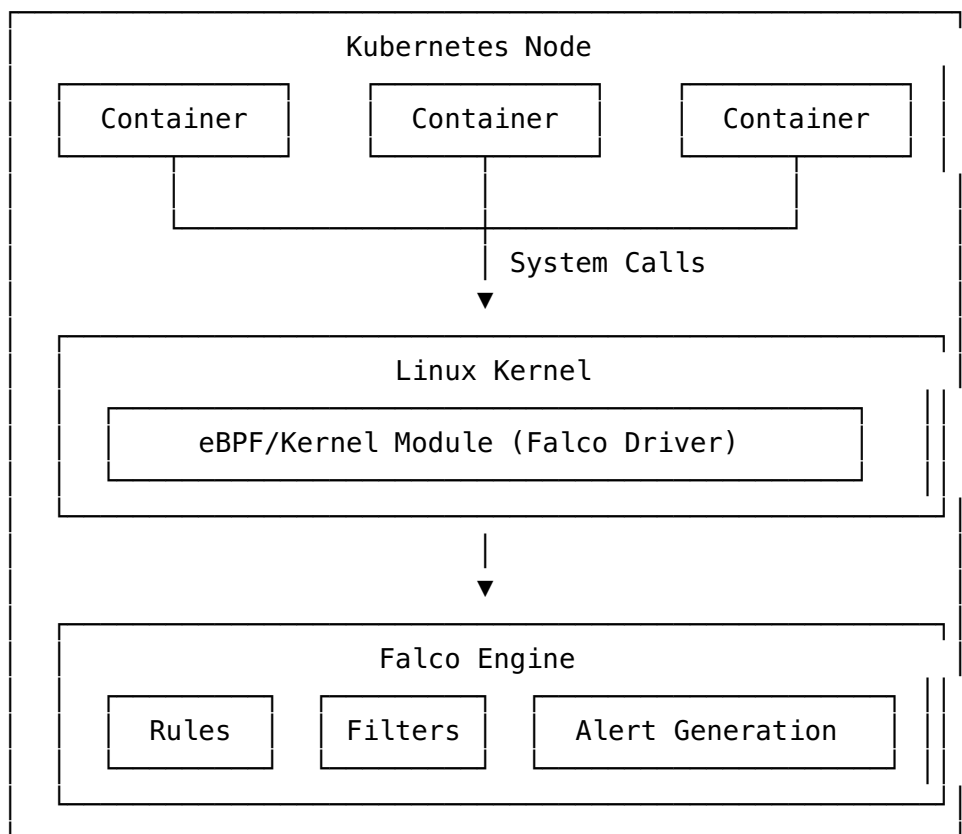 Kubernetes Node
Container Container Container
System Calls
Linux Kernel
eBPF/Kernel Module (Falco Driver)
Falco Engine
Rules Filters Alert Generation